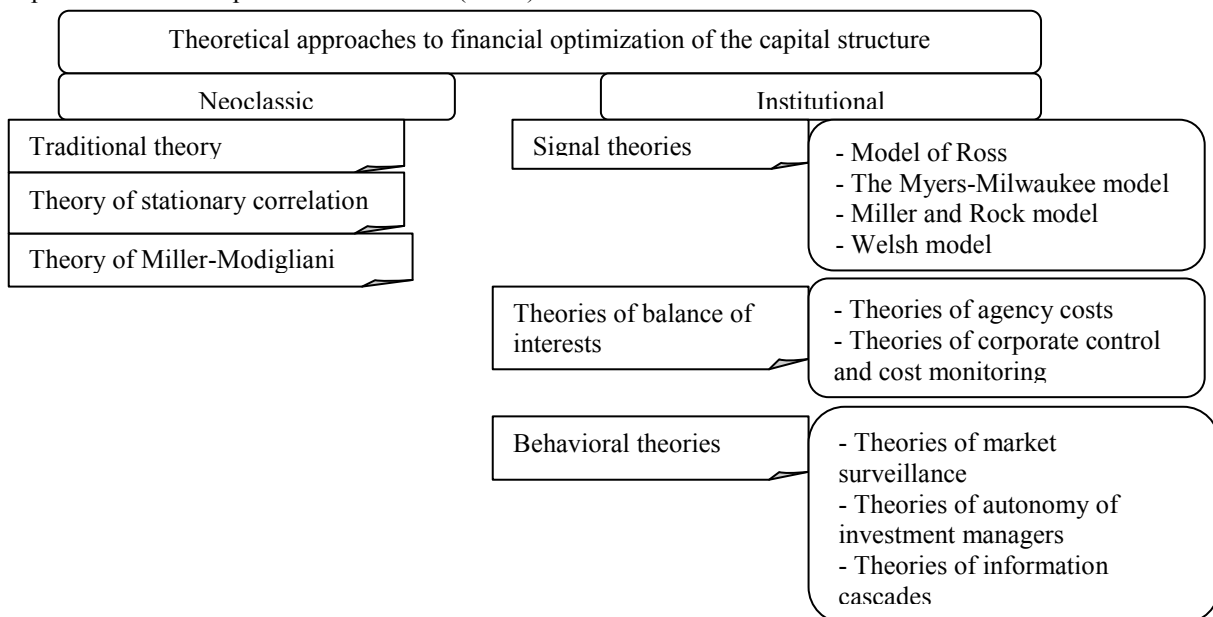 Theoretical approaches to financial optimization of the capital structure
Neoclassic
Institutional
Traditional theory
Theory of stationary correlation
Theory of Miller-Modigliani
Signal theories
- Model of Ross
- The Myers-Milwaukee model
- Miller and Rock model
- Welsh model
Theories of balance of
interests
- Theories of agency costs
- Theories of corporate control
and cost monitoring
Behavioral theories
- Theories of market
surveillance
- Theories of autonomy of
investment managers
- Theories of information
cascades